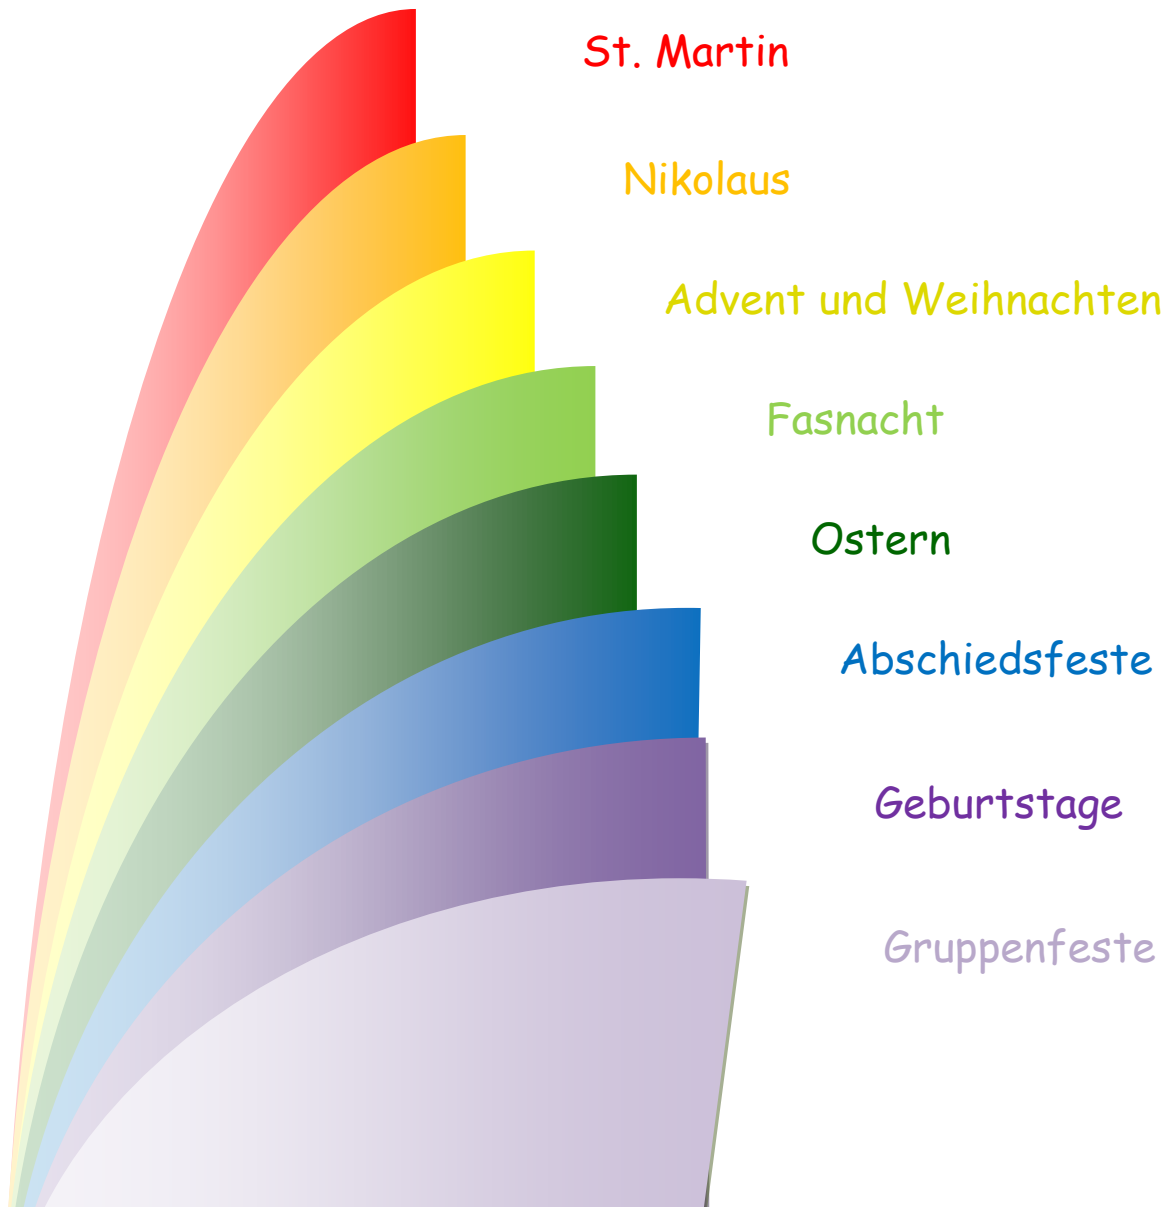 St. Martin
Nikolaus
Advent und Weihnachten
Fasnacht
Ostern
Abschiedsfeste
Geburtstage
Gruppenfeste